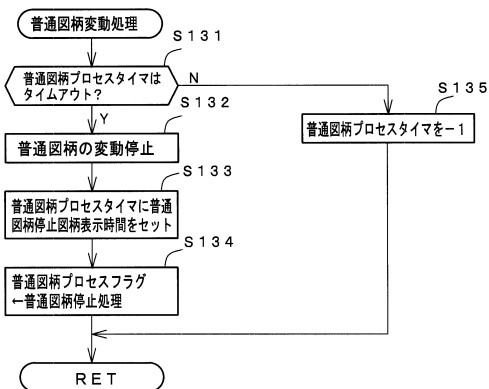 普通図柄変動処理
S131
普通図柄プロセスタイマは
タイムアウト?
N
S135
普通図柄プロセスタイマを−1
S132
Y
普通図柄の変動停止
S133
普通図柄プロセスタイマに普通
図柄停止図柄表示時間をセット
S134
普通図柄プロセスフラグ
←普通図柄停止処理
RET